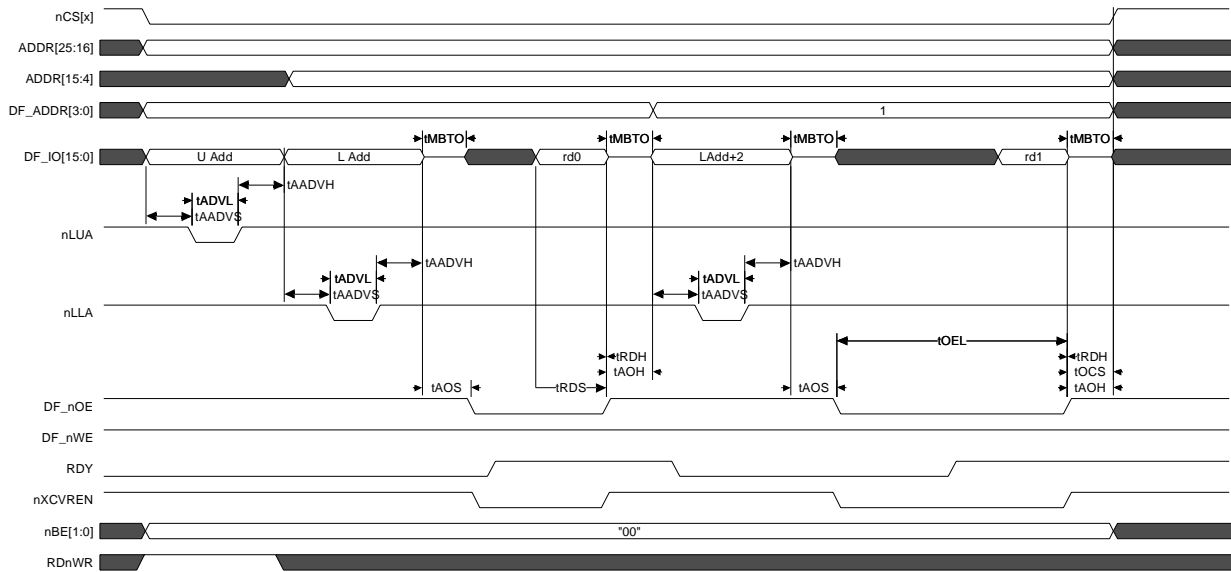 nCS[x]
ADDR[25:16]
ADDR[15:4]
DF_ADDR[3:0] 1
tMBTO tMBTO tMBTO tMBTO
DF_IO[15:0] U Add L Add rd0 LAdd+2 rd1
tAADVH
tADVL
tAADVS
nLUA
tAADVH tAADVH
tADVL tADVL
tAADVS tAADVS
nLLA
tOEL
tRDH tRDH
tAOH tOCS
tAOS tRDS tAOS tAOH
DF_nOE
DF_nWE
RDY
nXCVREN
nBE[1:0] "00"
RDnWR